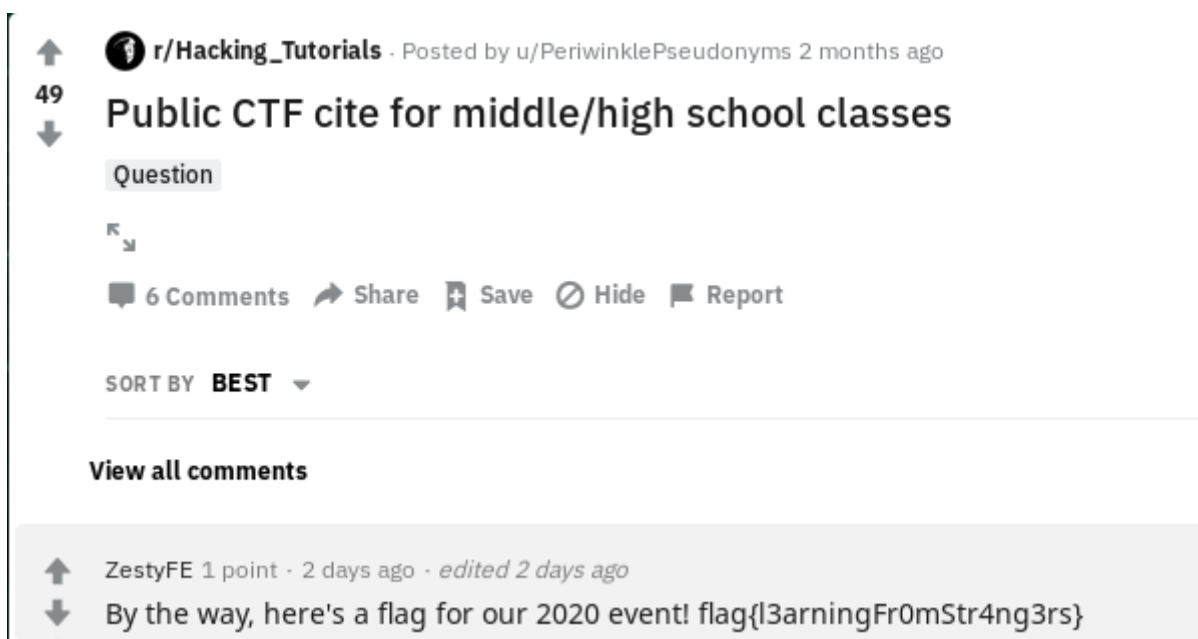 r/Hacking_Tutorials · Posted by u/PeriwinklePseudonyms 2 months ago
49
Public CTF cite for middle/high school classes
Question
6 Comments Share Save Hide Report
SORT BY BEST
View all comments
ZestyFE 1 point · 2 days ago · edited 2 days ago
By the way, here's a flag for our 2020 event! flag{l3arningFr0mStr4ng3rs}